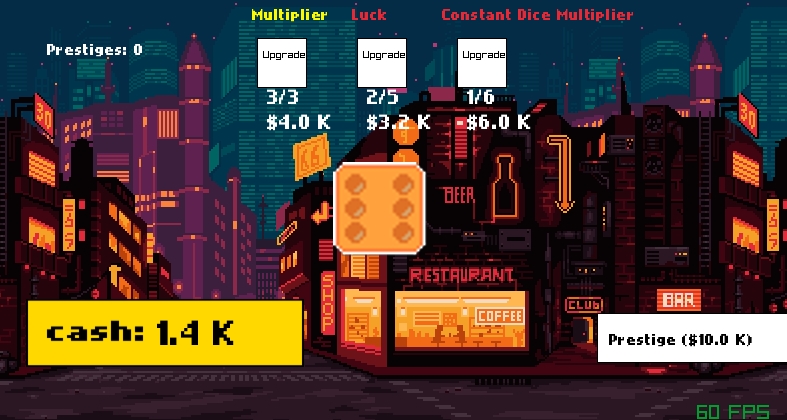 Multiplier Luck Constant Dice Multiplier
Prestiges: 0
Upgrade Upgrade Upgrade
3/3 2/5 1/6
$4.0 K $3.2 K $6.0 K
BEER
RESTAURANT
SHOP
COFFEE
CLUB
BAR
cash: 1.4 K
Prestige ($10.0 K)
60 FPS